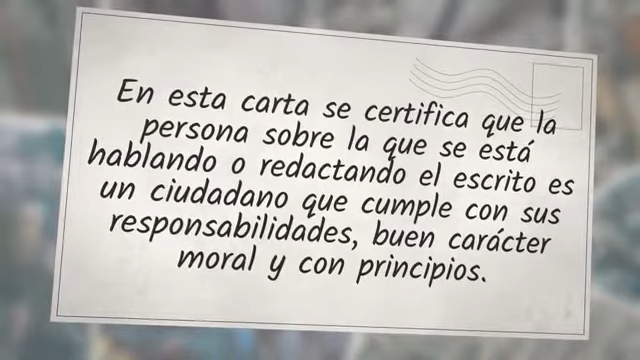 En esta carta se certifica que la
persona sobre la que se está
hablando o redactando el escrito es
un ciudadano que cumple con sus
responsabilidades, buen carácter
moral y con principios.